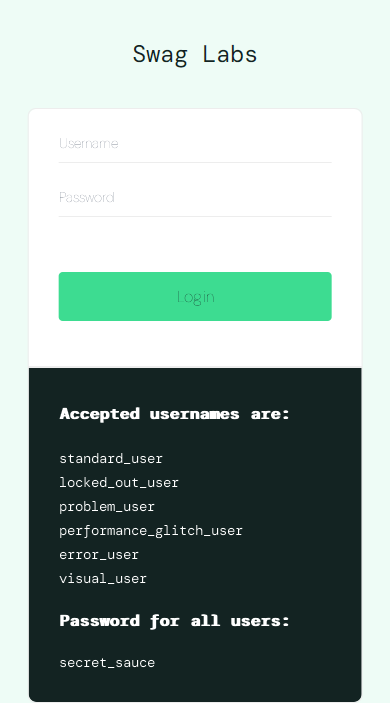 Swag Labs
Username
Password
Login
Accepted usernames are:
standard_user
locked_out_user
problem_user
performance_glitch_user
error_user
visual_user
Password for all users:
secret_sauce